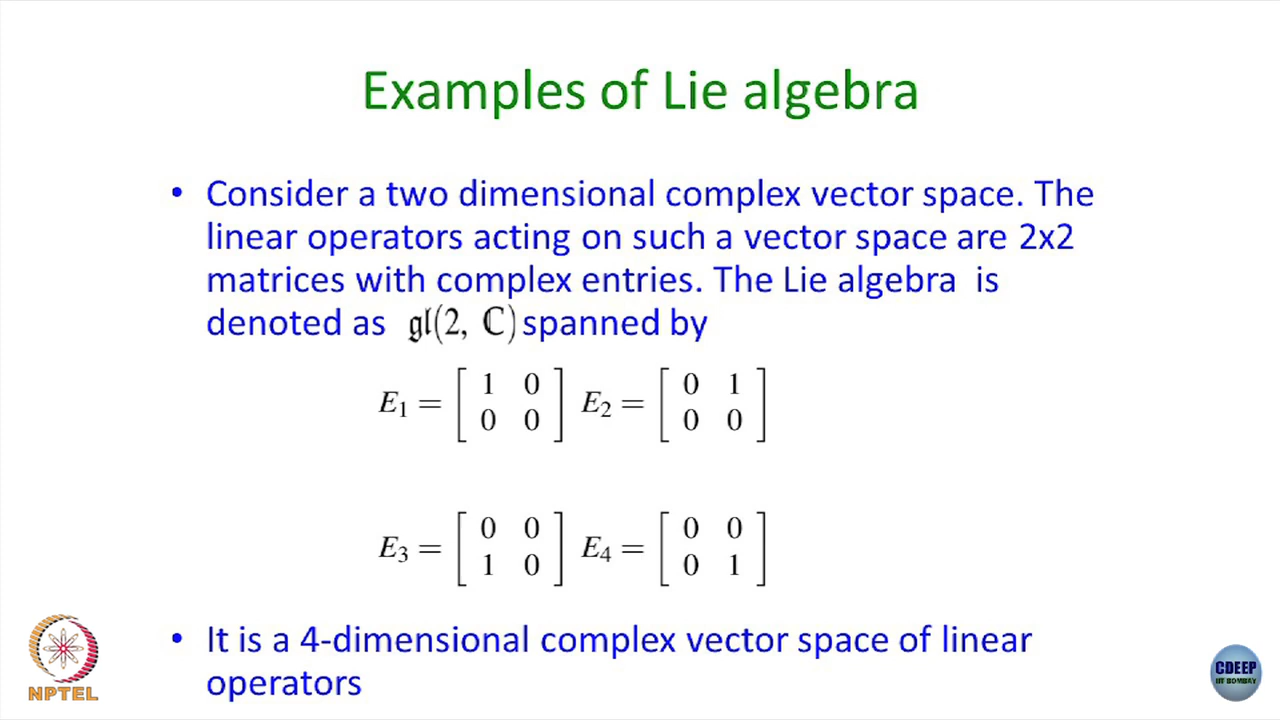 Examples of Lie algebra
• Consider a two dimensional complex vector space. The
linear operators acting on such a vector space are 2x2
matrices with complex entries. The Lie algebra is
denoted as 𝔤𝔩(2, ℂ) spanned by
E₁ = [ 1 0 ; 0 0 ] E₂ = [ 0 1 ; 0 0 ]
E₃ = [ 0 0 ; 1 0 ] E₄ = [ 0 0 ; 0 1 ]
• It is a 4-dimensional complex vector space of linear
operators
NPTEL
CDEEP
IIT BOMBAY